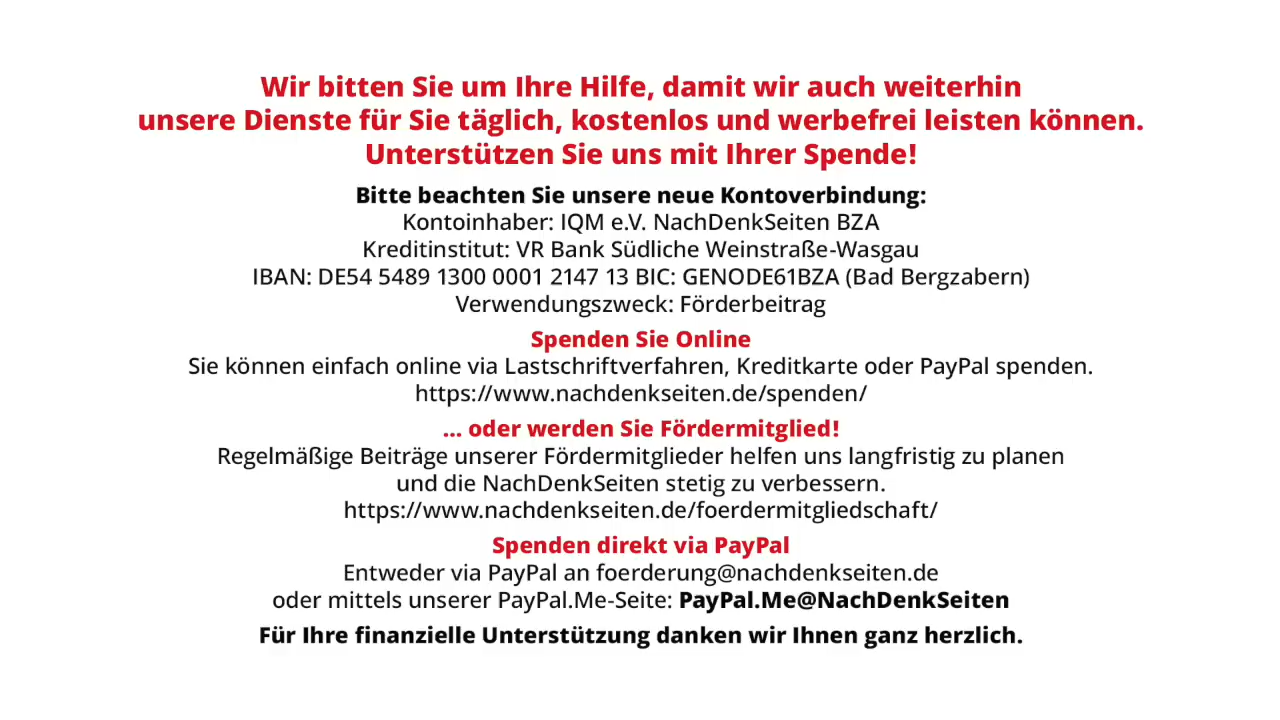 Wir bitten Sie um Ihre Hilfe, damit wir auch weiterhin
unsere Dienste für Sie täglich, kostenlos und werbefrei leisten können.
Unterstützen Sie uns mit Ihrer Spende!
Bitte beachten Sie unsere neue Kontoverbindung:
Kontoinhaber: IQM e.V. NachDenkSeiten BZA
Kreditinstitut: VR Bank Südliche Weinstraße-Wasgau
IBAN: DE54 5489 1300 0001 2147 13 BIC: GENODE61BZA (Bad Bergzabern)
Verwendungszweck: Förderbeitrag
Spenden Sie Online
Sie können einfach online via Lastschriftverfahren, Kreditkarte oder PayPal spenden.
https://www.nachdenkseiten.de/spenden/
... oder werden Sie Fördermitglied!
Regelmäßige Beiträge unserer Fördermitglieder helfen uns langfristig zu planen
und die NachDenkSeiten stetig zu verbessern.
https://www.nachdenkseiten.de/foerdermitgliedschaft/
Spenden direkt via PayPal
Entweder via PayPal an foerderung@nachdenkseiten.de
oder mittels unserer PayPal.Me-Seite: PayPal.Me@NachDenkSeiten
Für Ihre finanzielle Unterstützung danken wir Ihnen ganz herzlich.